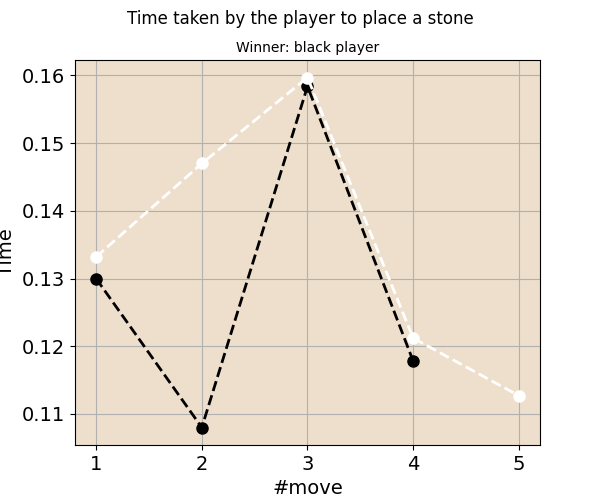 Time taken by the player to place a stone
Winner: black player
0.16
0.15
0.14
0.13
0.12
0.11
Time
1 2 3 4 5
#move